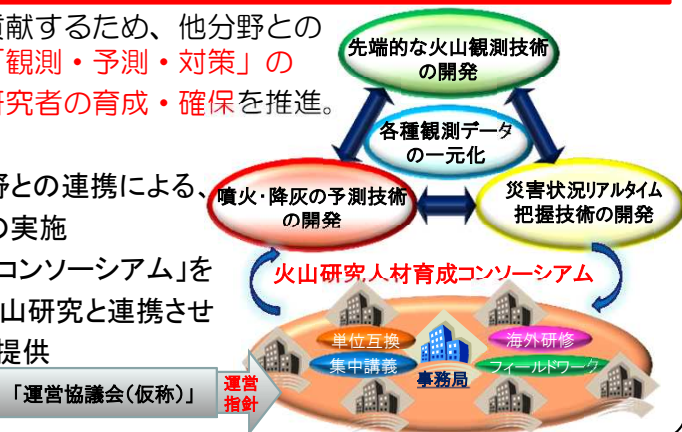 貢献するため、他分野との
「観測・予測・対策」の
研究者の育成・確保を推進。
野との連携による、
の実施
コンソーシアム」を
山研究と連携させ
提供
「運営協議会(仮称)」
運営
指針
先端的な火山観測技術
の開発
各種観測データ
の一元化
噴火・降灰の予測技術
の開発
災害状況リアルタイム
把握技術の開発
火山研究人材育成コンソーシアム
単位互換
海外研修
集中講義
フィールドワーク
事務局